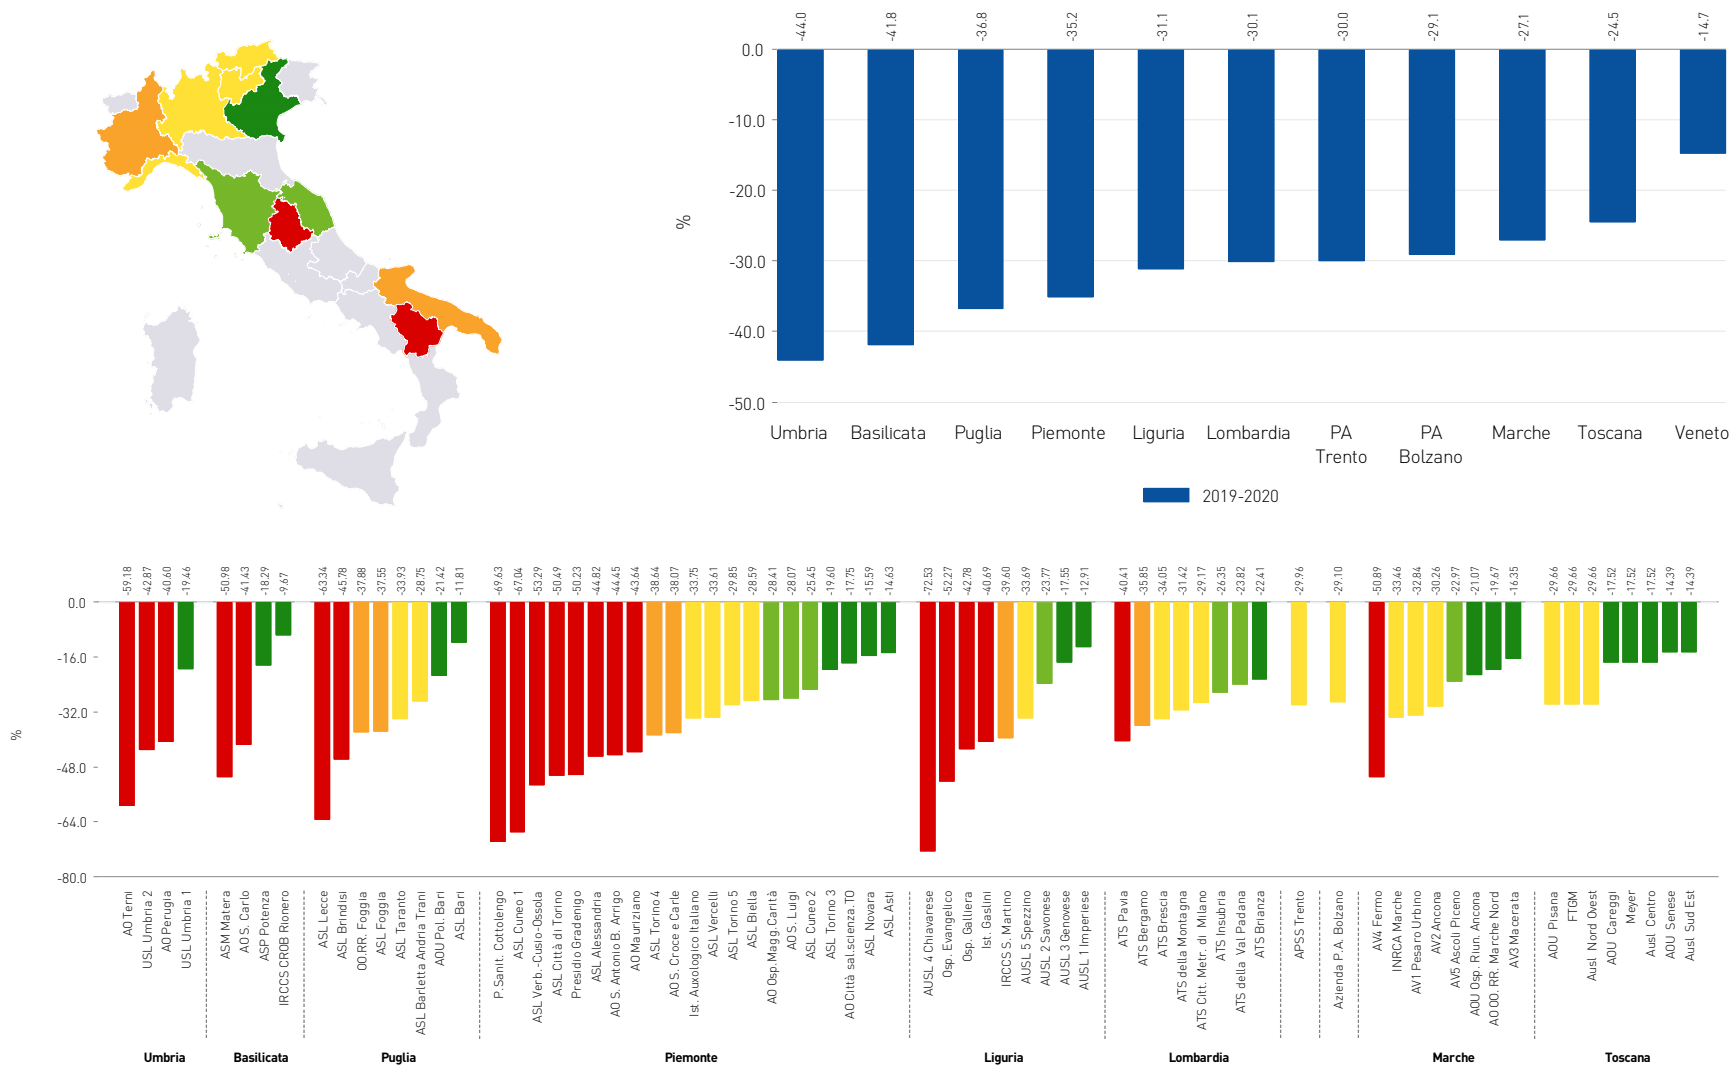 -44.0
-41.8
-36.8
-35.2
-31.1
-30.1
-30.0
-29.1
-27.1
-24.5
-14.7
0.0
-10.0
-20.0
-30.0
-40.0
-50.0
%
Umbria
Basilicata
Puglia
Piemonte
Liguria
Lombardia
PA
Trento
PA
Bolzano
Marche
Toscana
Veneto
2019-2020
-59.18
-42.87
-40.60
-19.46
-50.98
-41.43
-18.29
-9.67
-63.34
-45.78
-37.88
-37.55
-33.93
-28.75
-21.42
-11.81
-69.63
-67.04
-53.29
-50.49
-50.23
-44.82
-44.45
-43.64
-38.64
-38.07
-33.75
-33.61
-29.85
-28.59
-28.41
-28.07
-25.45
-19.60
-17.75
-15.59
-14.63
-72.53
-52.27
-42.78
-40.69
-39.60
-33.69
-23.77
-17.55
-12.91
-40.41
-35.85
-34.05
-31.42
-29.17
-26.35
-23.82
-22.41
-29.96
-29.10
-50.89
-33.46
-32.84
-30.26
-22.97
-21.07
-19.67
-16.35
-29.66
-29.66
-29.66
-17.52
-17.52
-17.52
-14.39
-14.39
0.0
-16.0
-32.0
-48.0
-64.0
-80.0
%
AO Terni
USL Umbria 2
AO Perugia
USL Umbria 1
ASM Matera
AO S. Carlo
ASP Potenza
IRCCS CROB Rionero
ASL Lecce
ASL Brindisi
OO.RR. Foggia
ASL Foggia
ASL Taranto
ASL Barletta Andria Trani
AOU Pol. Bari
ASL Bari
P. Sanit. Cottolengo
ASL Cuneo 1
ASL Verb.-Cusio-Ossola
ASL Città di Torino
Presidio Gradenigo
ASL Alessandria
AO S. Antonio B. Arrigo
AO Mauriziano
ASL Torino 4
AO S. Croce e Carle
Ist. Auxologico Italiano
ASL Vercelli
ASL Torino 5
ASL Biella
AO Osp.Magg.Carità
AO S. Luigi
ASL Cuneo 2
ASL Torino 3
AO Città sal.scienza.TO
ASL Novara
ASL Asti
AUSL 4 Chiavarese
Osp. Evangelico
Osp. Galliera
Ist. Gaslini
IRCCS S. Martino
AUSL 5 Spezzino
AUSL 2 Savonese
AUSL 3 Genovese
AUSL 1 Imperiese
ATS Pavia
ATS Bergamo
ATS Brescia
ATS della Montagna
ATS Citt. Metr. di Milano
ATS Insubria
ATS della Val Padana
ATS Brianza
APSS Trento
Azienda P.A. Bolzano
AV4 Fermo
INRCA Marche
AV1 Pesaro Urbino
AV2 Ancona
AV5 Ascoli Piceno
AOU Osp. Riun. Ancona
AO OO. RR. Marche Nord
AV3 Macerata
AOU Pisana
FTGM
Ausl Nord Ovest
AOU Careggi
Meyer
Ausl Centro
AOU Senese
Ausl Sud Est
Umbria
Basilicata
Puglia
Piemonte
Liguria
Lombardia
Marche
Toscana